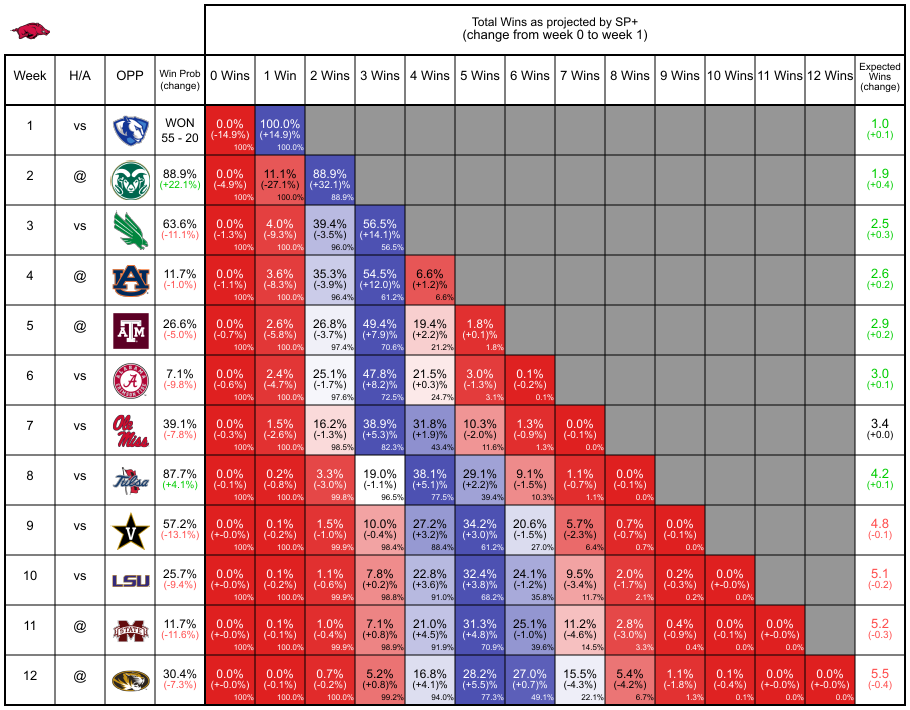 Total Wins as projected by SP+
(change from week 0 to week 1)
Week H/A OPP Win Prob (change) 0 Wins 1 Win 2 Wins 3 Wins 4 Wins 5 Wins 6 Wins 7 Wins 8 Wins 9 Wins 10 Wins 11 Wins 12 Wins Expected Wins (change)
1 vs WON 0.0% 100.0% 1.0
55 - 20 (-14.9%) (+14.9)% (+0.1)
100% 100.0%
2 @ 88.9% 0.0% 11.1% 88.9% 1.9
(+22.1%) (-4.9%) (-27.1%) (+32.1)% (+0.4)
100% 100.0% 88.9%
3 vs 63.6% 0.0% 4.0% 39.4% 56.5% 2.5
(-11.1%) (-1.3%) (-9.3%) (-3.5%) (+14.1)% (+0.3)
100% 100.0% 96.0% 56.5%
4 @ 11.7% 0.0% 3.6% 35.3% 54.5% 6.6% 2.6
(-1.0%) (-1.1%) (-8.3%) (-3.9%) (+12.0)% (+1.2)% (+0.2)
100% 100.0% 96.4% 61.2% 6.6%
5 @ ATM 26.6% 0.0% 2.6% 26.8% 49.4% 19.4% 1.8% 2.9
(-5.0%) (-0.7%) (-5.8%) (-3.7%) (+7.9)% (+2.2)% (+0.1)% (+0.2)
100% 100.0% 97.4% 70.6% 21.2% 1.8%
6 vs A 7.1% 0.0% 2.4% 25.1% 47.8% 21.5% 3.0% 0.1% 3.0
(-9.8%) (-0.6%) (-4.7%) (-1.7%) (+8.2)% (+0.3)% (-1.3%) (-0.2%) (+0.1)
100% 100.0% 97.6% 72.5% 24.7% 3.1% 0.1%
7 vs Ole Miss 39.1% 0.0% 1.5% 16.2% 38.9% 31.8% 10.3% 1.3% 0.0% 3.4
(-7.8%) (-0.3%) (-2.6%) (-1.3%) (+5.3)% (+1.9)% (-2.0%) (-0.9%) (-0.1%) (+0.0)
100% 100.0% 98.5% 82.3% 43.4% 11.6% 1.3% 0.0%
8 vs Tulsa 87.7% 0.0% 0.2% 3.3% 19.0% 38.1% 29.1% 9.1% 1.1% 0.0% 4.2
(+4.1%) (-0.1%) (-0.8%) (-3.0%) (-1.1%) (+5.1)% (+2.2)% (-1.5%) (-0.7%) (-0.1%) (+0.1)
100% 100.0% 99.8% 96.5% 77.5% 39.4% 10.3% 1.1% 0.0%
9 vs V 57.2% 0.0% 0.1% 1.5% 10.0% 27.2% 34.2% 20.6% 5.7% 0.7% 0.0% 4.8
(-13.1%) (+-0.0%) (-0.2%) (-1.0%) (-0.4%) (+3.2)% (+3.0)% (-1.5%) (-2.3%) (-0.8%) (-0.1%) (-0.1)
100% 100.0% 99.9% 98.4% 88.4% 61.2% 27.0% 6.4% 0.7% 0.0%
10 vs LSU 25.7% 0.0% 0.1% 1.1% 7.8% 22.8% 32.4% 24.1% 9.5% 2.0% 0.2% 0.0% 5.1
(-9.4%) (+-0.0%) (-0.2%) (-0.6%) (+0.2)% (+3.6)% (+3.8)% (-1.2%) (-3.4%) (-1.7%) (-0.3%) (+-0.0%) (-0.2)
100% 100.0% 99.9% 98.8% 91.0% 68.2% 35.8% 11.7% 2.1% 0.2% 0.0%
11 @ STATE 11.7% 0.0% 0.1% 1.0% 7.1% 21.0% 31.3% 25.1% 11.2% 2.8% 0.4% 0.0% 0.0% 5.2
(-11.6%) (+-0.0%) (-0.1%) (-0.4%) (+0.8)% (+4.5)% (+4.8)% (-1.0%) (-4.6%) (-3.0%) (-0.9%) (-0.1%) (+-0.0%) (-0.3)
100% 100.0% 99.9% 98.9% 91.9% 70.9% 39.6% 14.5% 3.3% 0.4% 0.0% 0.0%
12 @ 30.4% 0.0% 0.0% 0.7% 5.2% 16.8% 28.2% 27.0% 15.5% 5.4% 1.1% 0.1% 0.0% 0.0% 5.5
(-7.3%) (+-0.0%) (-0.1%) (-0.2%) (+0.8)% (+4.1)% (+5.5)% (+0.7)% (-4.3%) (-4.2%) (-1.8%) (-0.4%) (+-0.0%) (+-0.0%) (-0.4)
100% 100.0% 100.0% 99.2% 94.0% 77.3% 49.1% 22.1% 6.7% 1.3% 0.1% 0.0% 0.0%